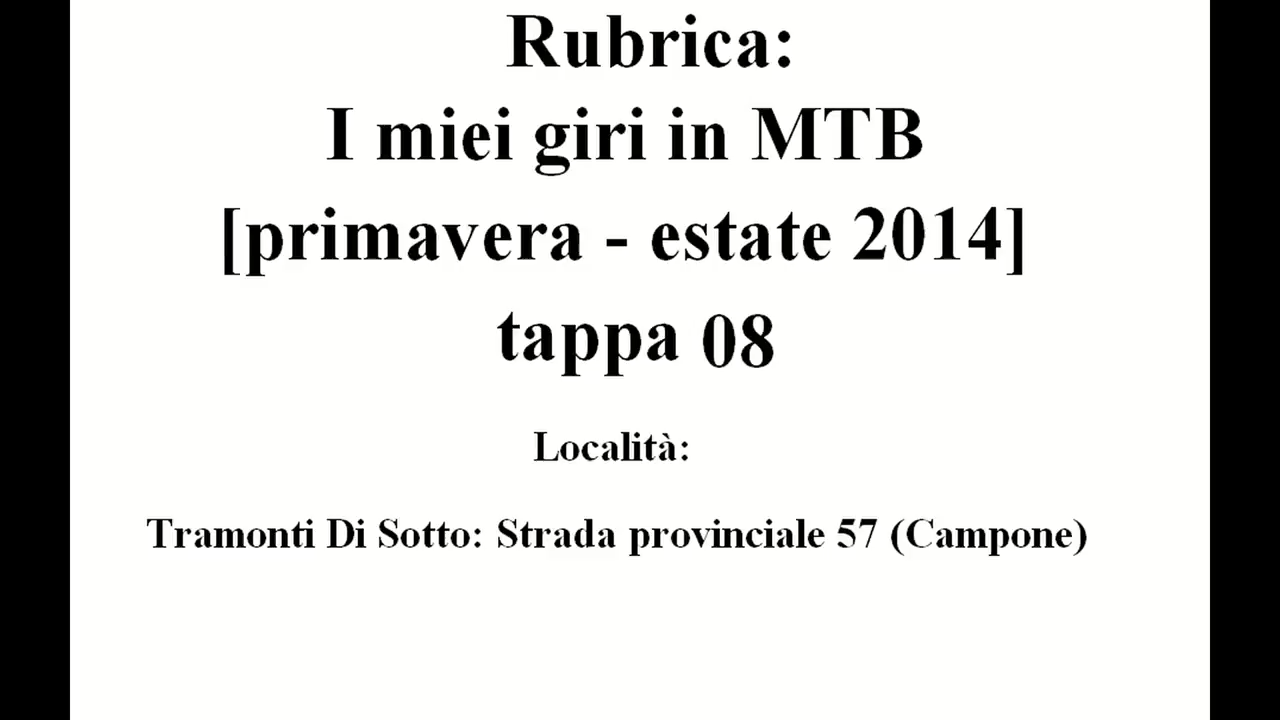 Rubrica:
I miei giri in MTB
[primavera - estate 2014]
tappa 08
Località:
Tramonti Di Sotto: Strada provinciale 57 (Campone)